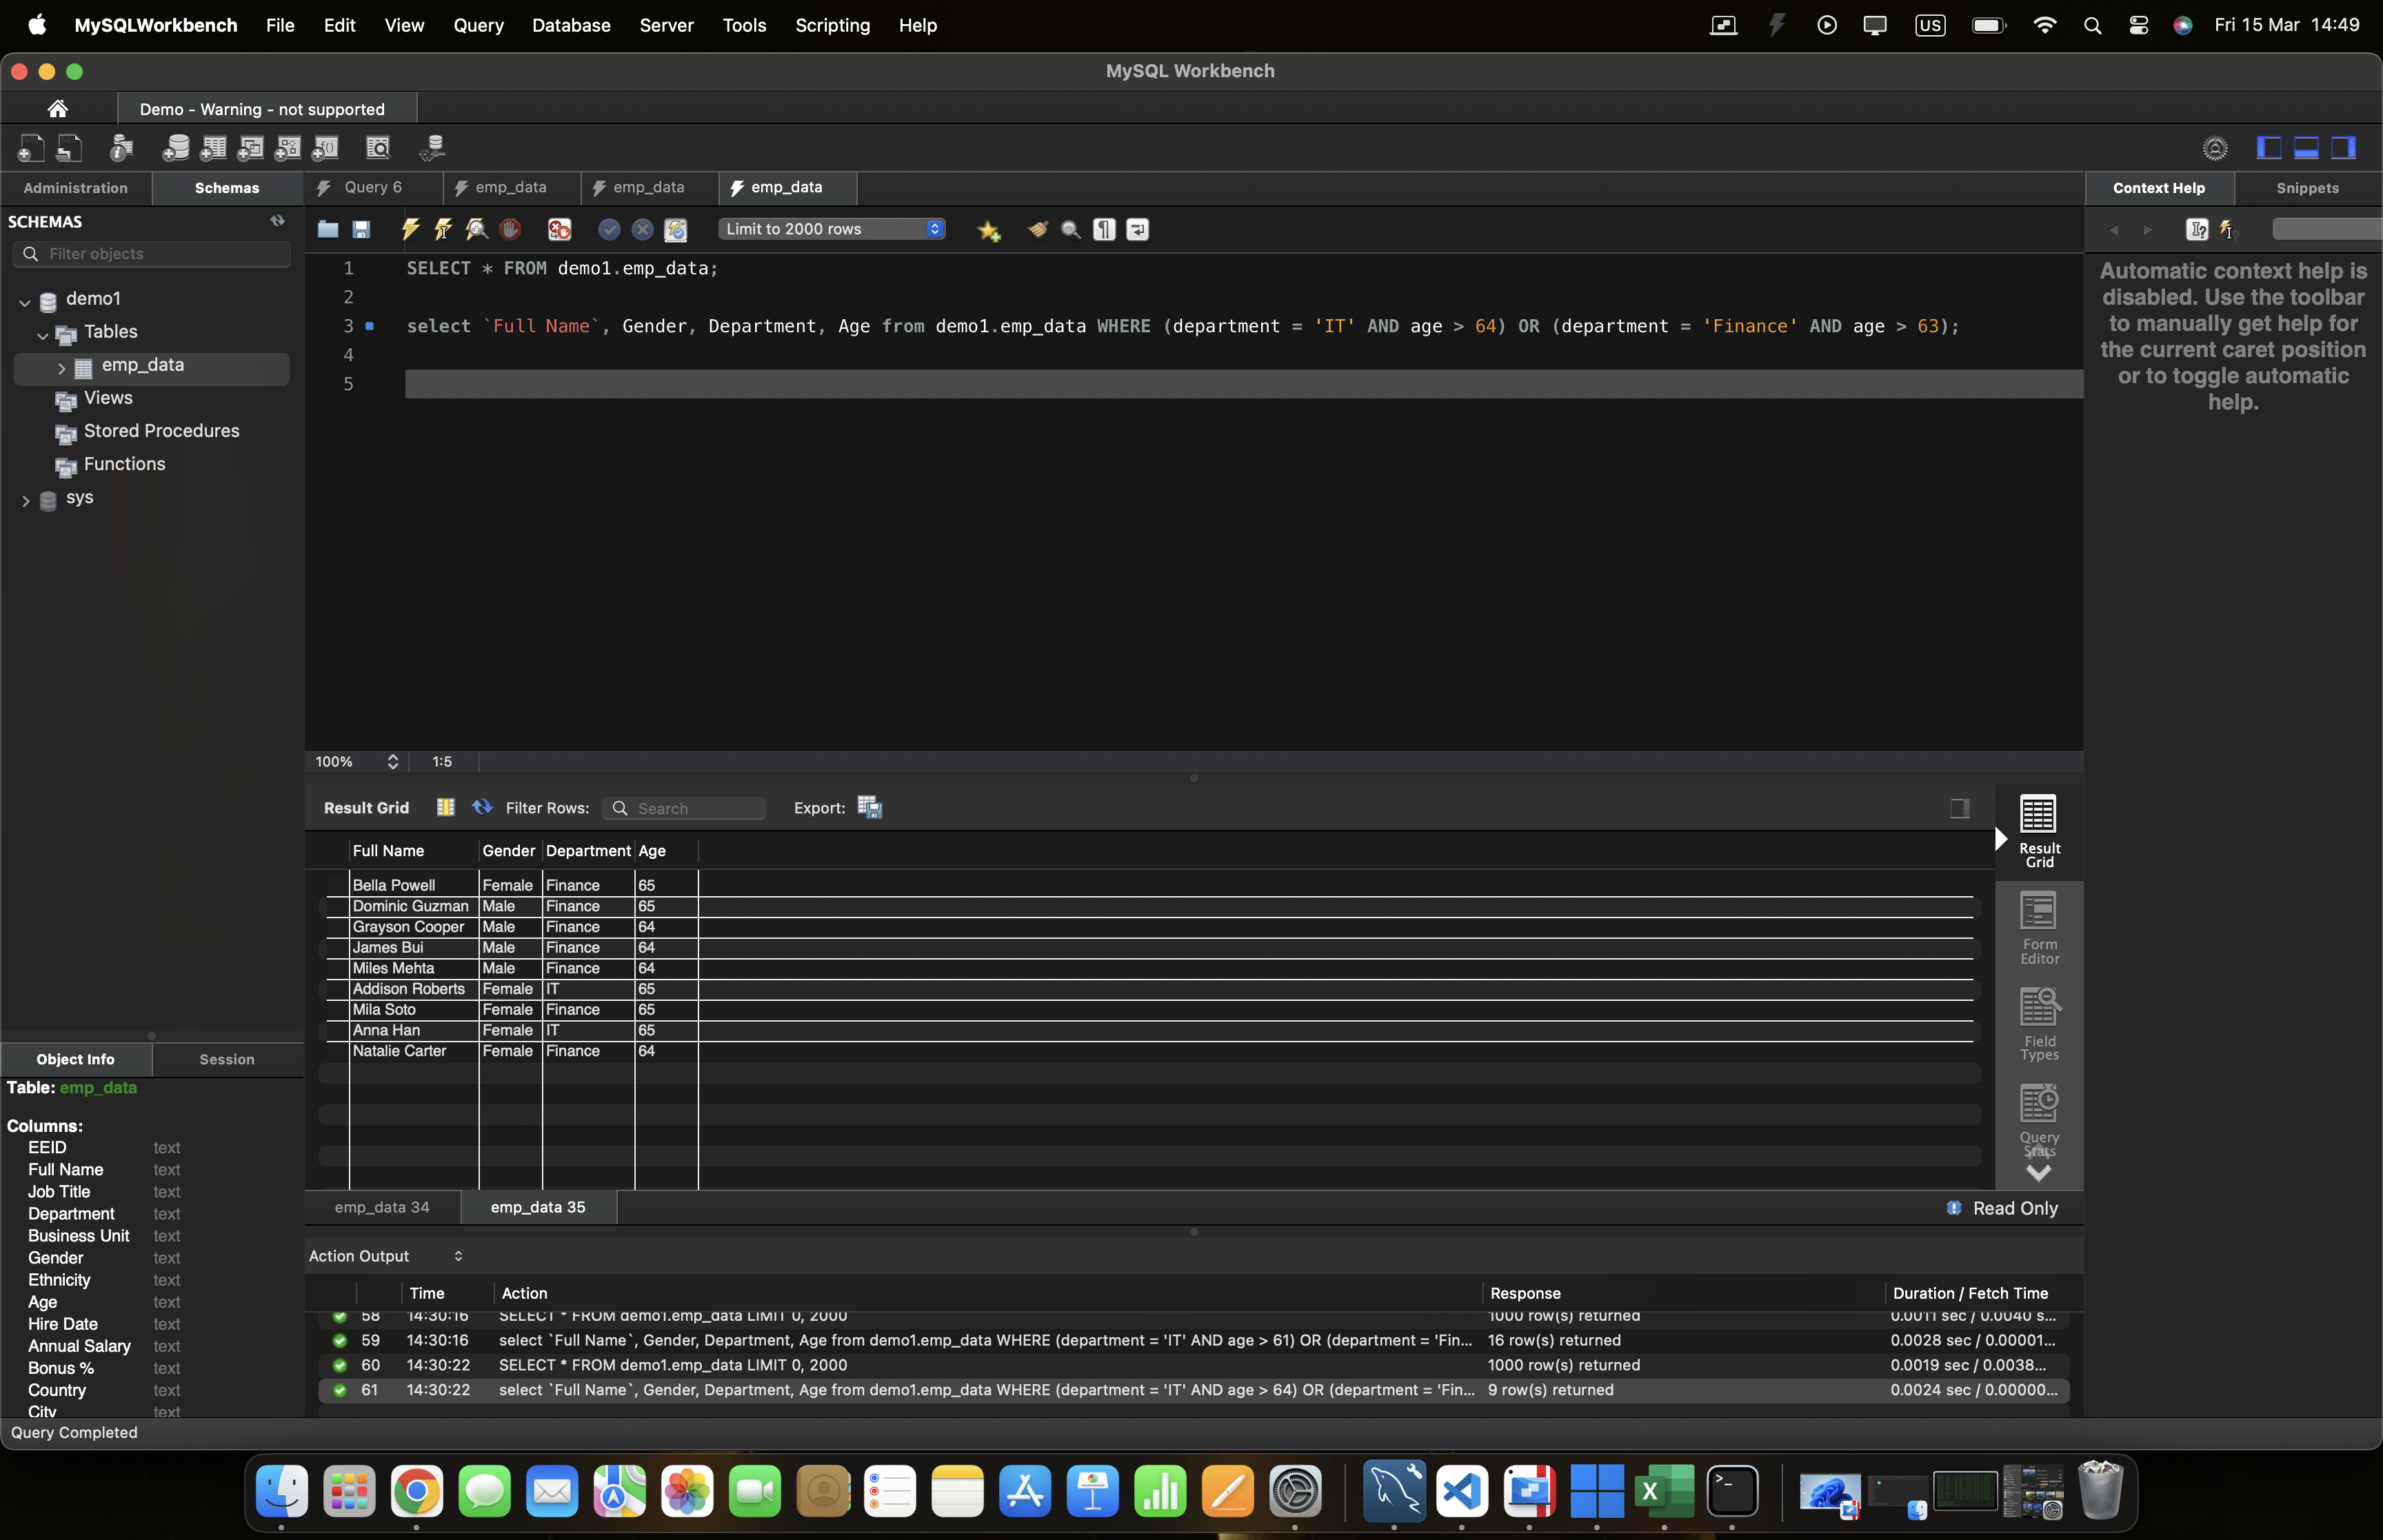 MySQLWorkbench File Edit View Query Database Server Tools Scripting Help US Fri 15 Mar 14:49
MySQL Workbench
Demo - Warning - not supported
Administration Schemas Query 6 emp_data emp_data emp_data Context Help Snippets
SCHEMAS
Limit to 2000 rows
Filter objects
demo1
Tables
emp_data
Views
Stored Procedures
Functions
sys
1 SELECT * FROM demo1.emp_data;
2
3 select `Full Name`, Gender, Department, Age from demo1.emp_data WHERE (department = 'IT' AND age > 64) OR (department = 'Finance' AND age > 63);
4
5
Automatic context help is
disabled. Use the toolbar
to manually get help for
the current caret position
or to toggle automatic
help.
100% 1:5
Result Grid Filter Rows: Search Export:
Full Name Gender Department Age
Bella Powell Female Finance 65
Dominic Guzman Male Finance 65
Grayson Cooper Male Finance 64
James Bui Male Finance 64
Miles Mehta Male Finance 64
Addison Roberts Female IT 65
Mila Soto Female Finance 65
Anna Han Female IT 65
Natalie Carter Female Finance 64
Result
Grid
Form
Editor
Field
Types
Query
Stats
emp_data 34 emp_data 35 Read Only
Object Info Session
Table: emp_data
Columns:
EEID text
Full Name text
Job Title text
Department text
Business Unit text
Gender text
Ethnicity text
Age text
Hire Date text
Annual Salary text
Bonus % text
Country text
City text
Action Output
Time Action Response Duration / Fetch Time
58 14:30:16 SELECT * FROM demo1.emp_data LIMIT 0, 2000 1000 row(s) returned 0.0011 sec / 0.0040 s...
59 14:30:16 select `Full Name`, Gender, Department, Age from demo1.emp_data WHERE (department = 'IT' AND age > 61) OR (department = 'Fin... 16 row(s) returned 0.0028 sec / 0.00001...
60 14:30:22 SELECT * FROM demo1.emp_data LIMIT 0, 2000 1000 row(s) returned 0.0019 sec / 0.0038...
61 14:30:22 select `Full Name`, Gender, Department, Age from demo1.emp_data WHERE (department = 'IT' AND age > 64) OR (department = 'Fin... 9 row(s) returned 0.0024 sec / 0.00000...
Query Completed